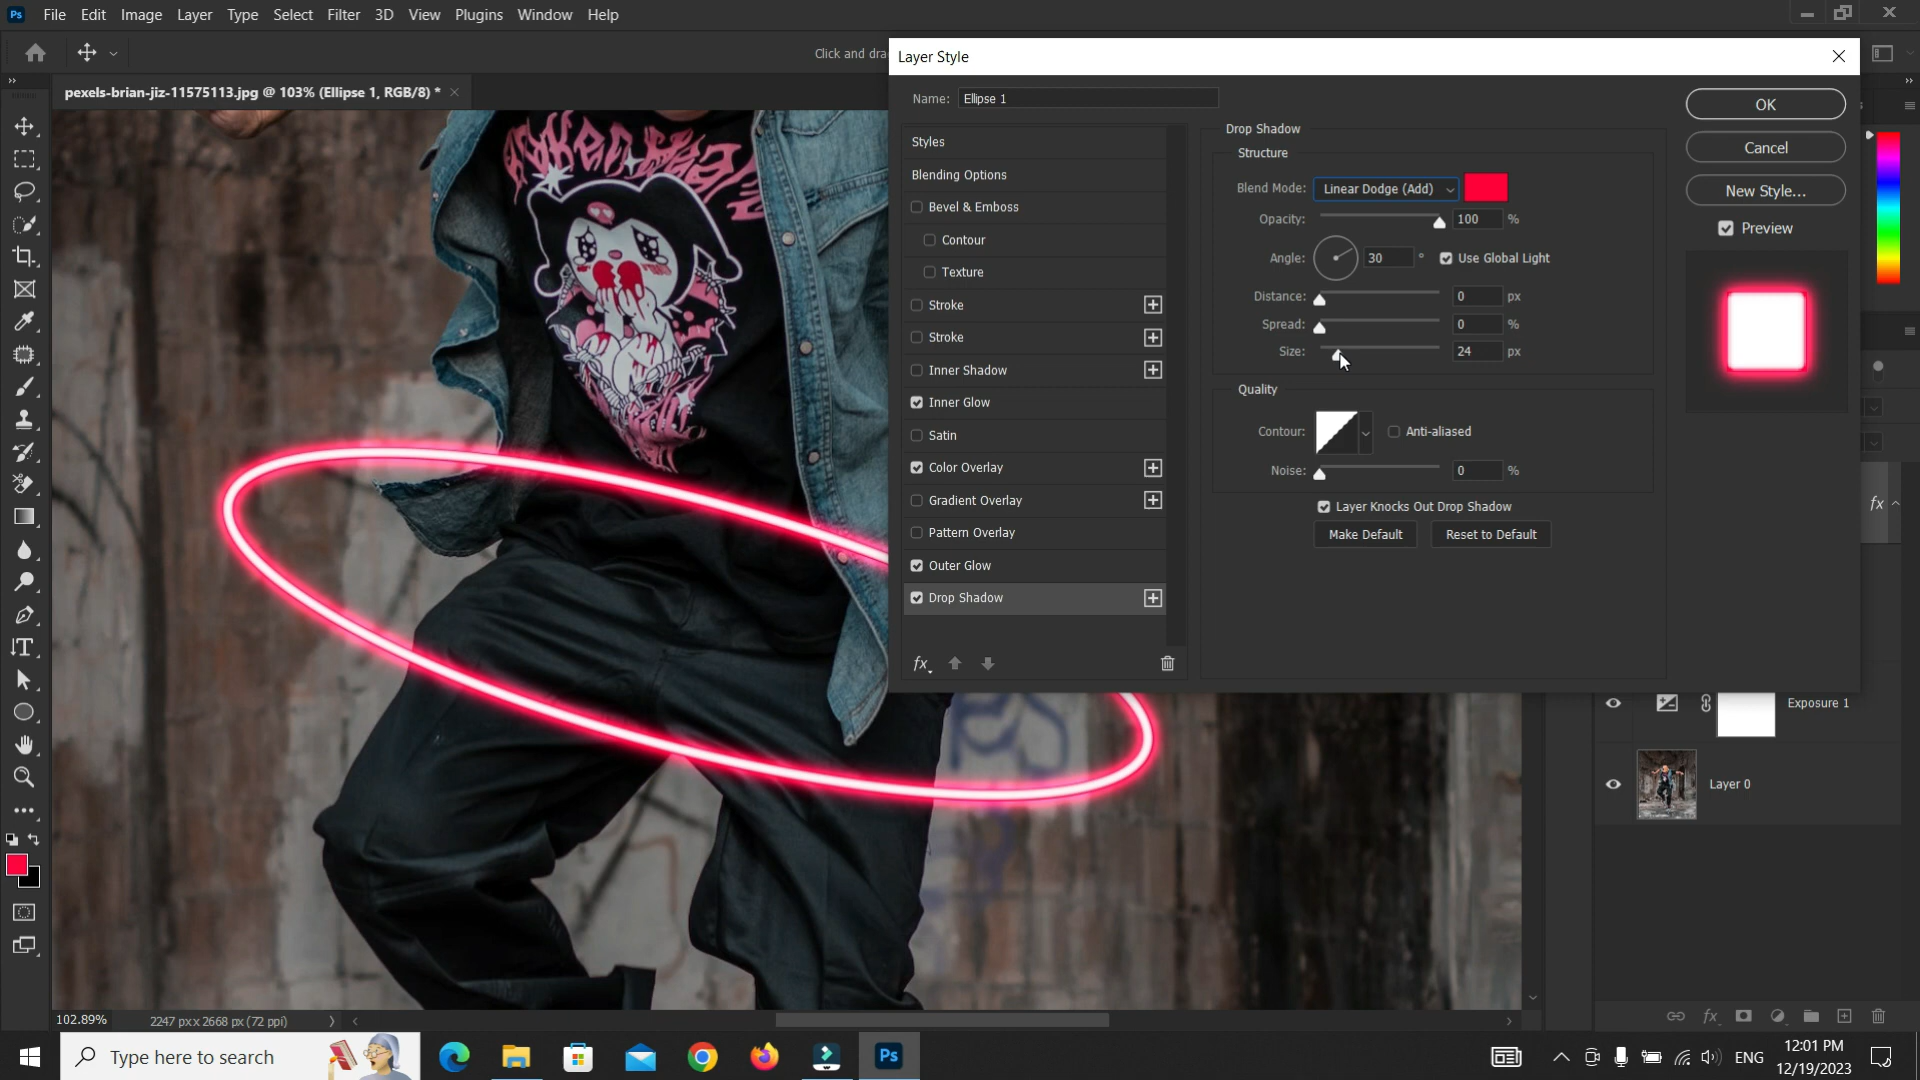 Ps File Edit Image Layer Type Select Filter 3D View Plugins Window Help
Click and dra
pexels-brian-jiz-11575113.jpg @ 103% (Ellipse 1, RGB/8) *
Layer Style
Name: Ellipse 1
Styles
Blending Options
Bevel & Emboss
Contour
Texture
Stroke
Stroke
Inner Shadow
Inner Glow
Satin
Color Overlay
Gradient Overlay
Pattern Overlay
Outer Glow
Drop Shadow
fx
Drop Shadow
Structure
Blend Mode: Linear Dodge (Add)
Opacity: 100 %
Angle: 30 ° Use Global Light
Distance: 0 px
Spread: 0 %
Size: 24 px
Quality
Contour: Anti-aliased
Noise: 0 %
Layer Knocks Out Drop Shadow
Make Default Reset to Default
OK
Cancel
New Style...
Preview
fx
Exposure 1
Layer 0
fx
102.89% 2247 px x 2668 px (72 ppi)
Type here to search
Ps
ENG
12:01 PM
12/19/2023